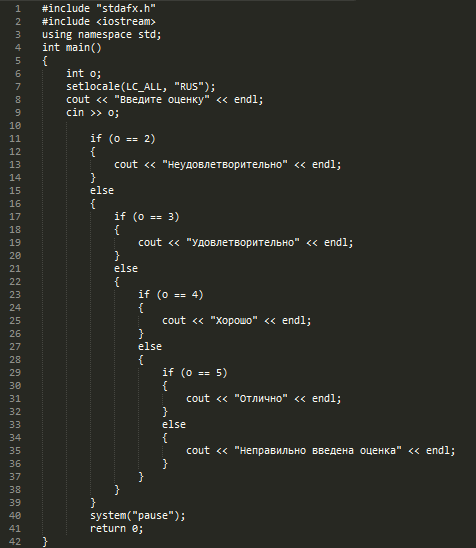 1 #include "stdafx.h"
2 #include <iostream>
3 using namespace std;
4 int main()
5 {
6     int o;
7     setlocale(LC_ALL, "RUS");
8     cout << "Введите оценку" << endl;
9     cin >> o;
10
11         if (o == 2)
12         {
13             cout << "Неудовлетворительно" << endl;
14         }
15         else
16         {
17             if (o == 3)
18             {
19                 cout << "Удовлетворительно" << endl;
20             }
21             else
22             {
23                 if (o == 4)
24                 {
25                     cout << "Хорошо" << endl;
26                 }
27                 else
28                 {
29                     if (o == 5)
30                     {
31                         cout << "Отлично" << endl;
32                     }
33                     else
34                     {
35                         cout << "Неправильно введена оценка" << endl;
36                     }
37                 }
38             }
39         }
40         system("pause");
41         return 0;
42 }